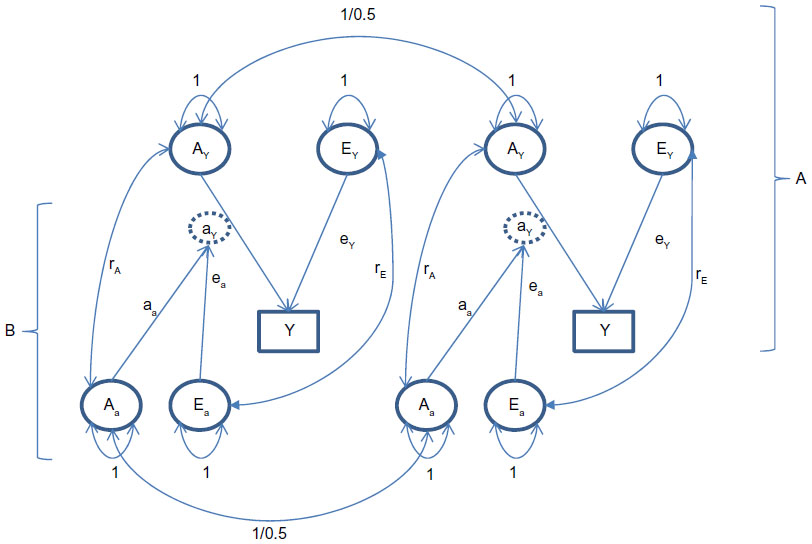 1/0.5
1 1 1 1
A
A_Y E_Y A_Y E_Y
a_Y a_Y
e_Y e_Y
r_A e_a r_E r_A e_a r_E
a_a a_a
B
Y Y
A_a E_a A_a E_a
1 1 1 1
1/0.5